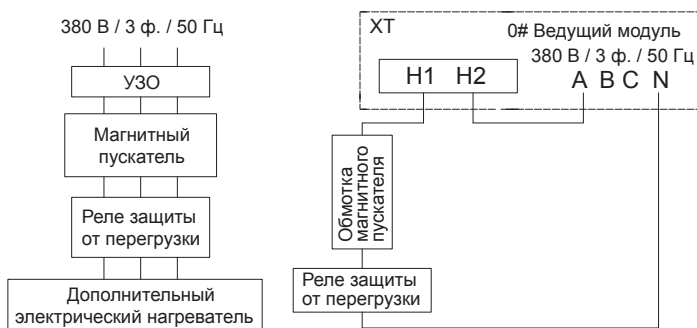 380 В / 3 ф. / 50 Гц
УЗО
Магнитный
пускатель
Реле защиты
от перегрузки
Дополнительный
электрический нагреватель
XT
0# Ведущий модуль
380 В / 3 ф. / 50 Гц
H1 H2
A B C N
Обмотка
магнитного
пускателя
Реле защиты
от перегрузки